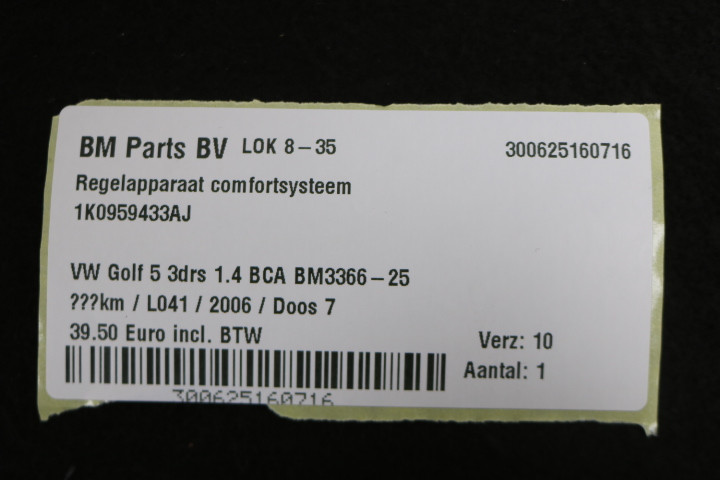 BM Parts BV LOK 8-35 300625160716
Regelapparaat comfortsysteem
1K0959433AJ
VW Golf 5 3drs 1.4 BCA BM3366-25
???km / L041 / 2006 / Doos 7
39.50 Euro incl. BTW Verz: 10
Aantal: 1
300625160716